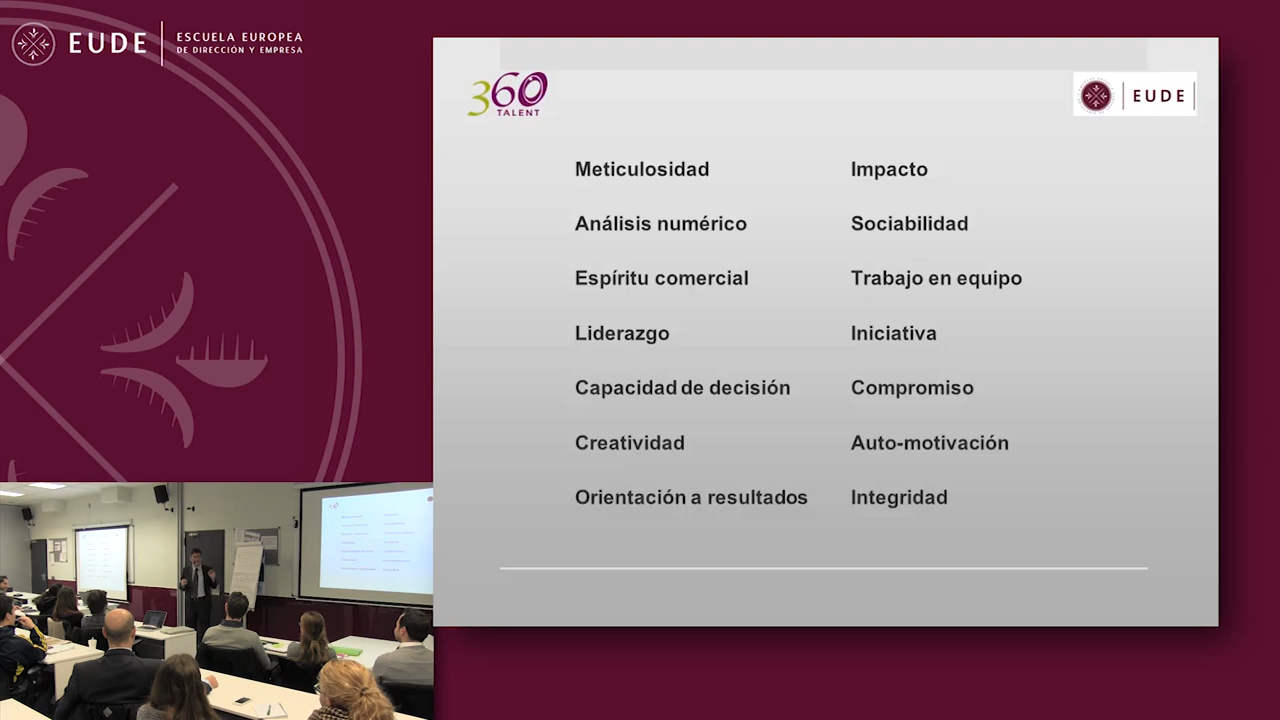 EUDE
ESCUELA EUROPEA
DE DIRECCIÓN Y EMPRESA
360
TALENT
EUDE
Meticulosidad
Impacto
Análisis numérico
Sociabilidad
Espíritu comercial
Trabajo en equipo
Liderazgo
Iniciativa
Capacidad de decisión
Compromiso
Creatividad
Auto-motivación
Orientación a resultados
Integridad